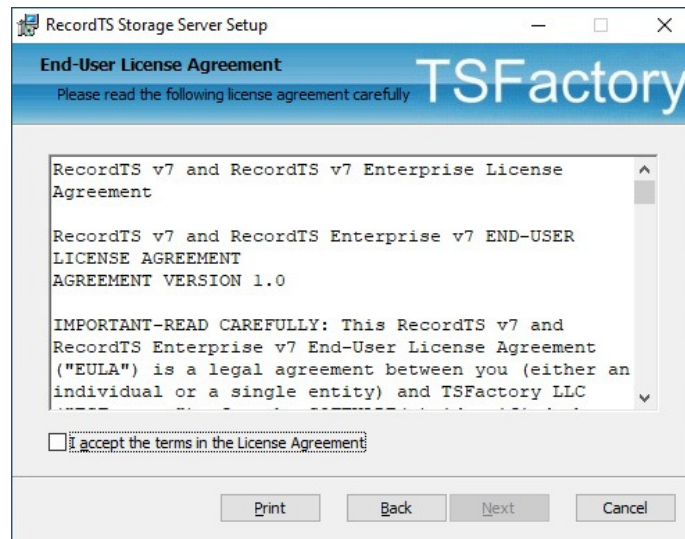 RecordTS Storage Server Setup
End-User License Agreement
Please read the following license agreement carefully
TSFactory
RecordTS v7 and RecordTS v7 Enterprise License
Agreement
RecordTS v7 and RecordTS Enterprise v7 END-USER
LICENSE AGREEMENT
AGREEMENT VERSION 1.0
IMPORTANT-READ CAREFULLY: This RecordTS v7 and
RecordTS Enterprise v7 End-User License Agreement
("EULA") is a legal agreement between you (either an
individual or a single entity) and TSFactory LLC
I accept the terms in the License Agreement
Print Back Next Cancel